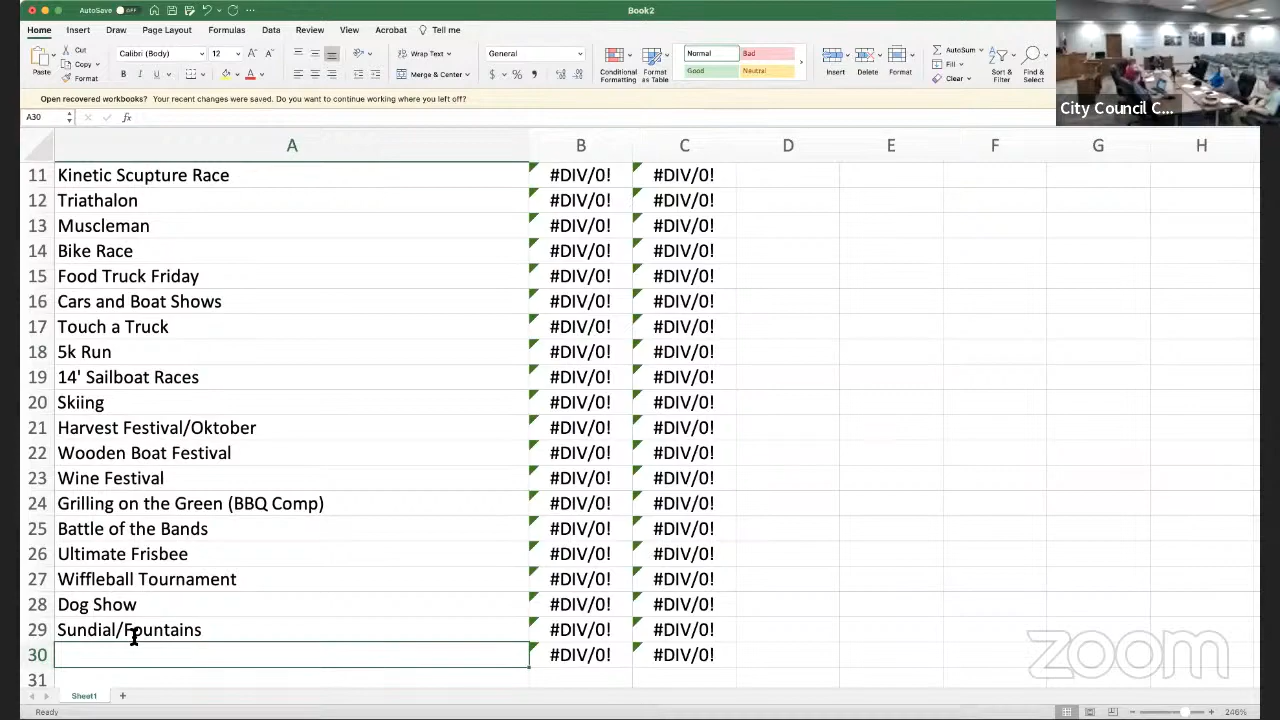 AutoSave OFF
Book2
Home Insert Draw Page Layout Formulas Data Review View Acrobat Tell me
Paste
Cut
Copy
Format
Calibri (Body) 12
B I U
Wrap Text
Merge & Center
General
Conditional Formatting
Format as Table
Normal Bad
Good Neutral
Insert Delete Format
AutoSum
Fill
Clear
Sort & Filter
Find & Select
City Council C...
Open recovered workbooks? Your recent changes were saved. Do you want to continue working where you left off?
A30 fx
A B C D E F G H
11 Kinetic Scupture Race #DIV/0! #DIV/0!
12 Triathalon #DIV/0! #DIV/0!
13 Muscleman #DIV/0! #DIV/0!
14 Bike Race #DIV/0! #DIV/0!
15 Food Truck Friday #DIV/0! #DIV/0!
16 Cars and Boat Shows #DIV/0! #DIV/0!
17 Touch a Truck #DIV/0! #DIV/0!
18 5k Run #DIV/0! #DIV/0!
19 14' Sailboat Races #DIV/0! #DIV/0!
20 Skiing #DIV/0! #DIV/0!
21 Harvest Festival/Oktober #DIV/0! #DIV/0!
22 Wooden Boat Festival #DIV/0! #DIV/0!
23 Wine Festival #DIV/0! #DIV/0!
24 Grilling on the Green (BBQ Comp) #DIV/0! #DIV/0!
25 Battle of the Bands #DIV/0! #DIV/0!
26 Ultimate Frisbee #DIV/0! #DIV/0!
27 Wiffleball Tournament #DIV/0! #DIV/0!
28 Dog Show #DIV/0! #DIV/0!
29 Sundial/Fountains #DIV/0! #DIV/0!
30 #DIV/0! #DIV/0!
31
zoom
Sheet1 +
Ready
246%